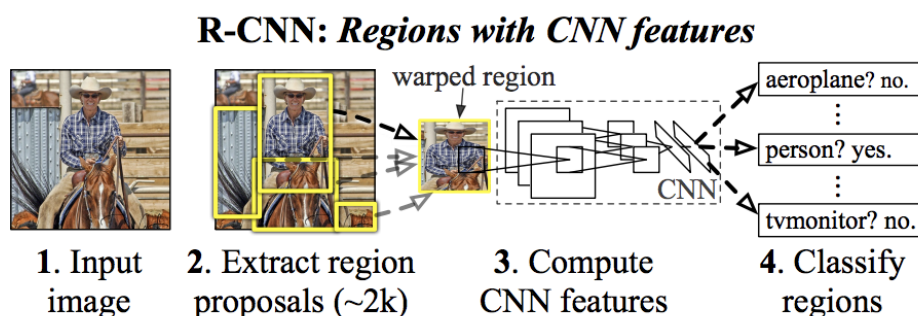 R-CNN: Regions with CNN features
warped region
aeroplane? no.
⋮
person? yes.
⋮
tvmonitor? no.
CNN
1. Input
image
2. Extract region
proposals (~2k)
3. Compute
CNN features
4. Classify
regions